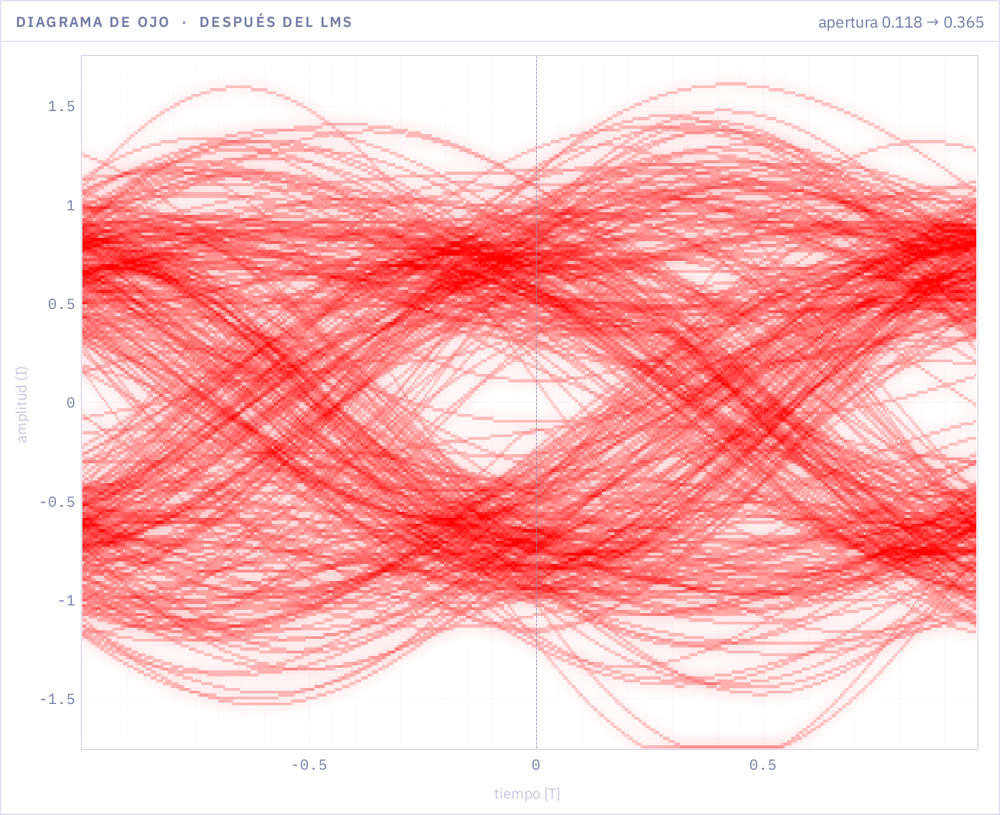 DIAGRAMA DE OJO · DESPUÉS DEL LMS
apertura 0.118 → 0.365
1.5
1
0.5
0
-0.5
-1
-1.5
amplitud (I)
-0.5
0
0.5
tiempo [T]